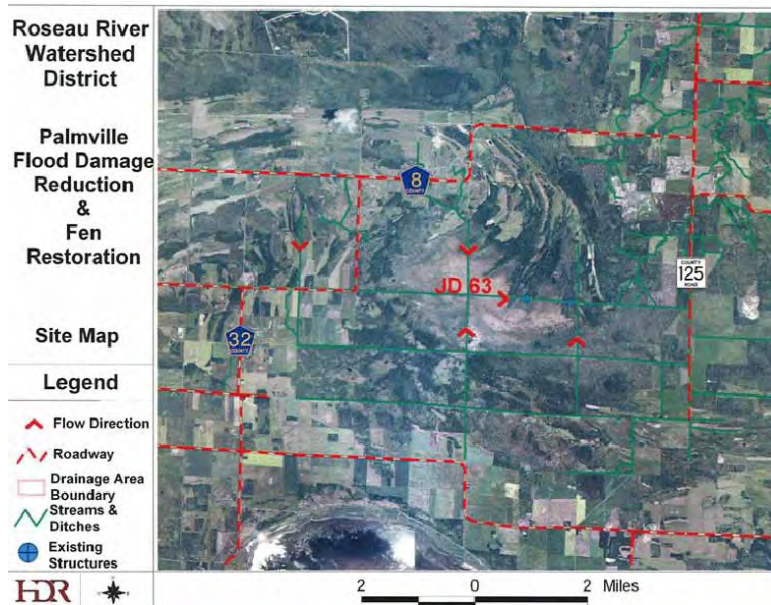 Roseau River
Watershed
District
Palmville
Flood Damage
Reduction
&
Fen
Restoration
Site Map
Legend
Flow Direction
Roadway
Drainage Area
Boundary
Streams &
Ditches
Existing
Structures
HDR
8
COUNTY
JD 63
COUNTY
125
ROAD
32
COUNTY
2 0 2 Miles